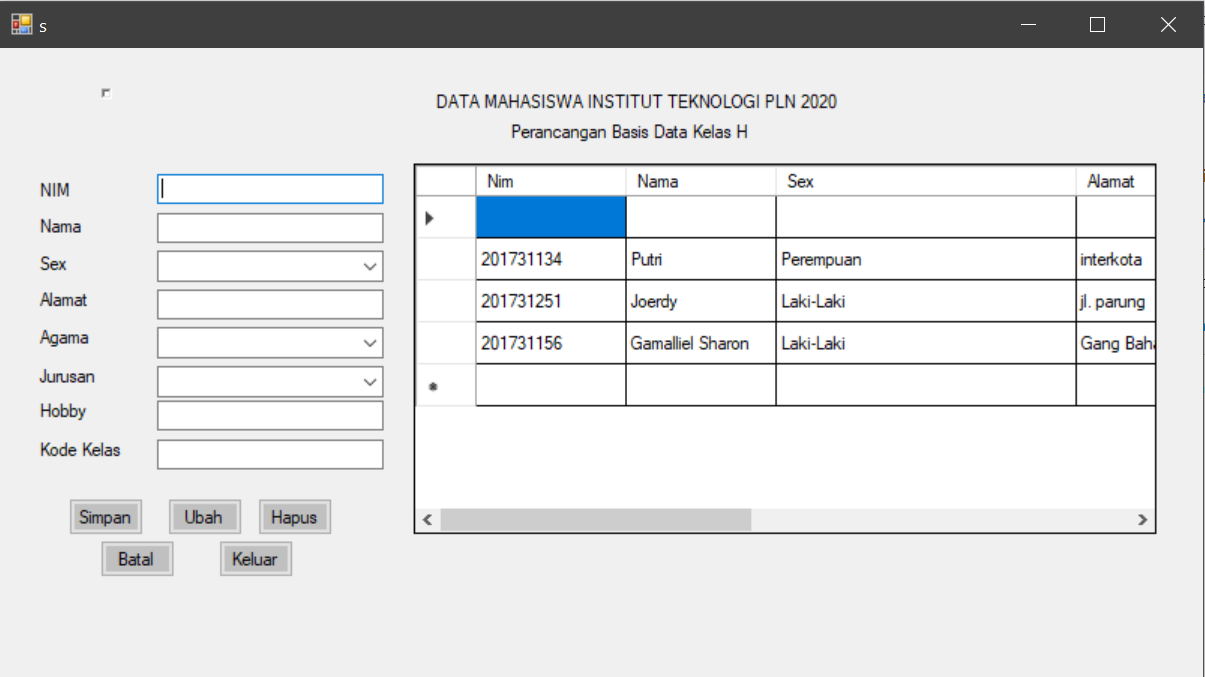 s
DATA MAHASISWA INSTITUT TEKNOLOGI PLN 2020
Perancangan Basis Data Kelas H
NIM
Nama
Sex
Alamat
Agama
Jurusan
Hobby
Kode Kelas
Simpan Ubah Hapus
Batal Keluar
Nim Nama Sex Alamat
201731134 Putri Perempuan interkota
201731251 Joerdy Laki-Laki jl. parung
201731156 Gamalliel Sharon Laki-Laki Gang